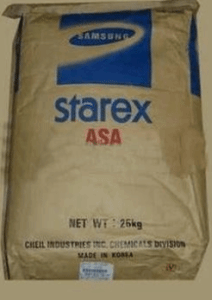 SAMSUNG
starex
ASA
NET WT : 25kg
CHEIL INDUSTRIES INC. CHEMICALS DIVISION
MADE IN KOREA